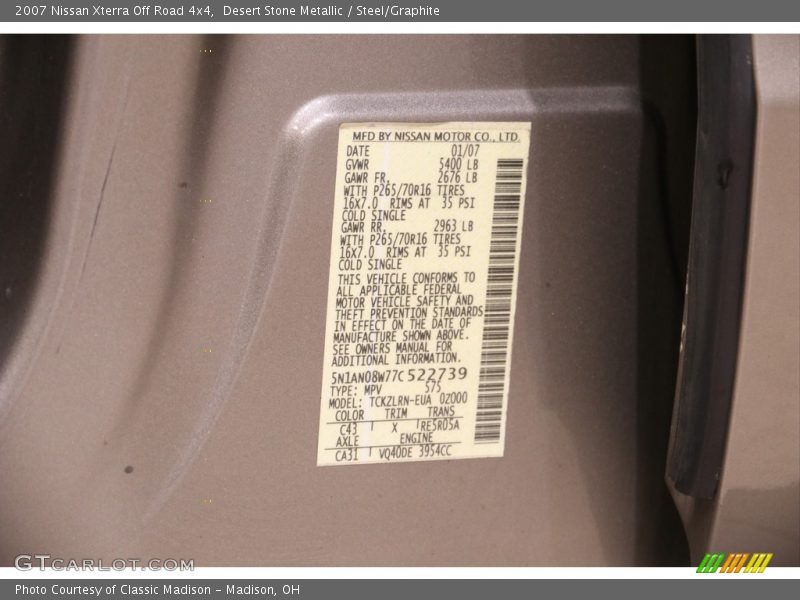 2007 Nissan Xterra Off Road 4x4,  Desert Stone Metallic / Steel/Graphite
MFD BY NISSAN MOTOR CO., LTD.
DATE 01/07
GVWR 5400 LB
GAWR FR. 2676 LB
WITH P265/70R16 TIRES
16X7.0 RIMS AT 35 PSI
COLD SINGLE
GAWR RR. 2963 LB
WITH P265/70R16 TIRES
16X7.0 RIMS AT 35 PSI
COLD SINGLE
THIS VEHICLE CONFORMS TO
ALL APPLICABLE FEDERAL
MOTOR VEHICLE SAFETY AND
THEFT PREVENTION STANDARDS
IN EFFECT ON THE DATE OF
MANUFACTURE SHOWN ABOVE.
SEE OWNERS MANUAL FOR
ADDITIONAL INFORMATION.
5N1AN08W77C522739
TYPE: MPV 575
MODEL: TCKZLRN-EUA 02000
COLOR TRIM TRANS
C43 X RE5R05A
AXLE ENGINE
CA31 VQ40DE 3954CC
GTCARLOT.COM
Photo Courtesy of Classic Madison - Madison, OH